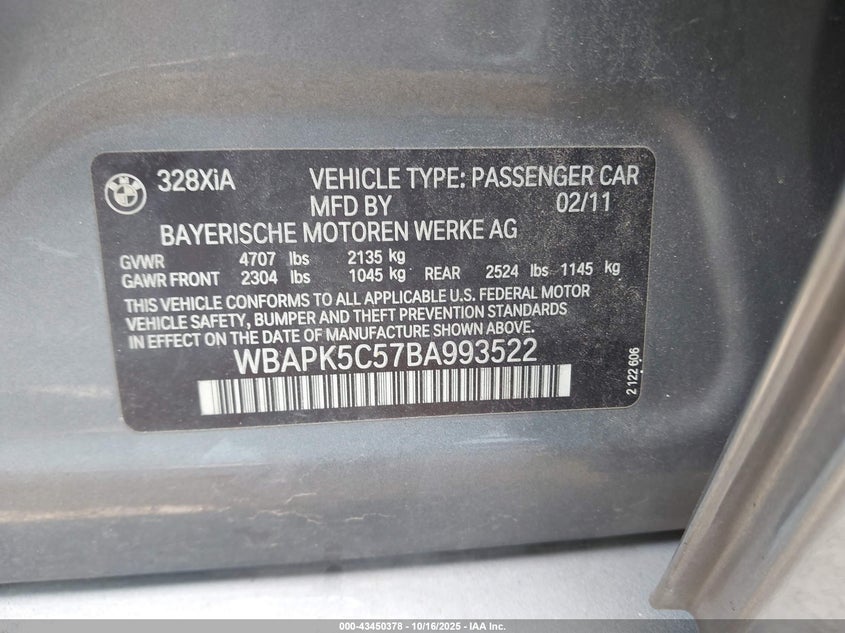 328XiA VEHICLE TYPE: PASSENGER CAR
MFD BY 02/11
BAYERISCHE MOTOREN WERKE AG
GVWR 4707 lbs 2135 kg
GAWR FRONT 2304 lbs 1045 kg REAR 2524 lbs 1145 kg
THIS VEHICLE CONFORMS TO ALL APPLICABLE U.S. FEDERAL MOTOR
VEHICLE SAFETY, BUMPER AND THEFT PREVENTION STANDARDS
IN EFFECT ON THE DATE OF MANUFACTURE SHOWN ABOVE.
WBAPK5C57BA993522
2 122 606
000-43450378 - 10/16/2025 - IAA Inc.